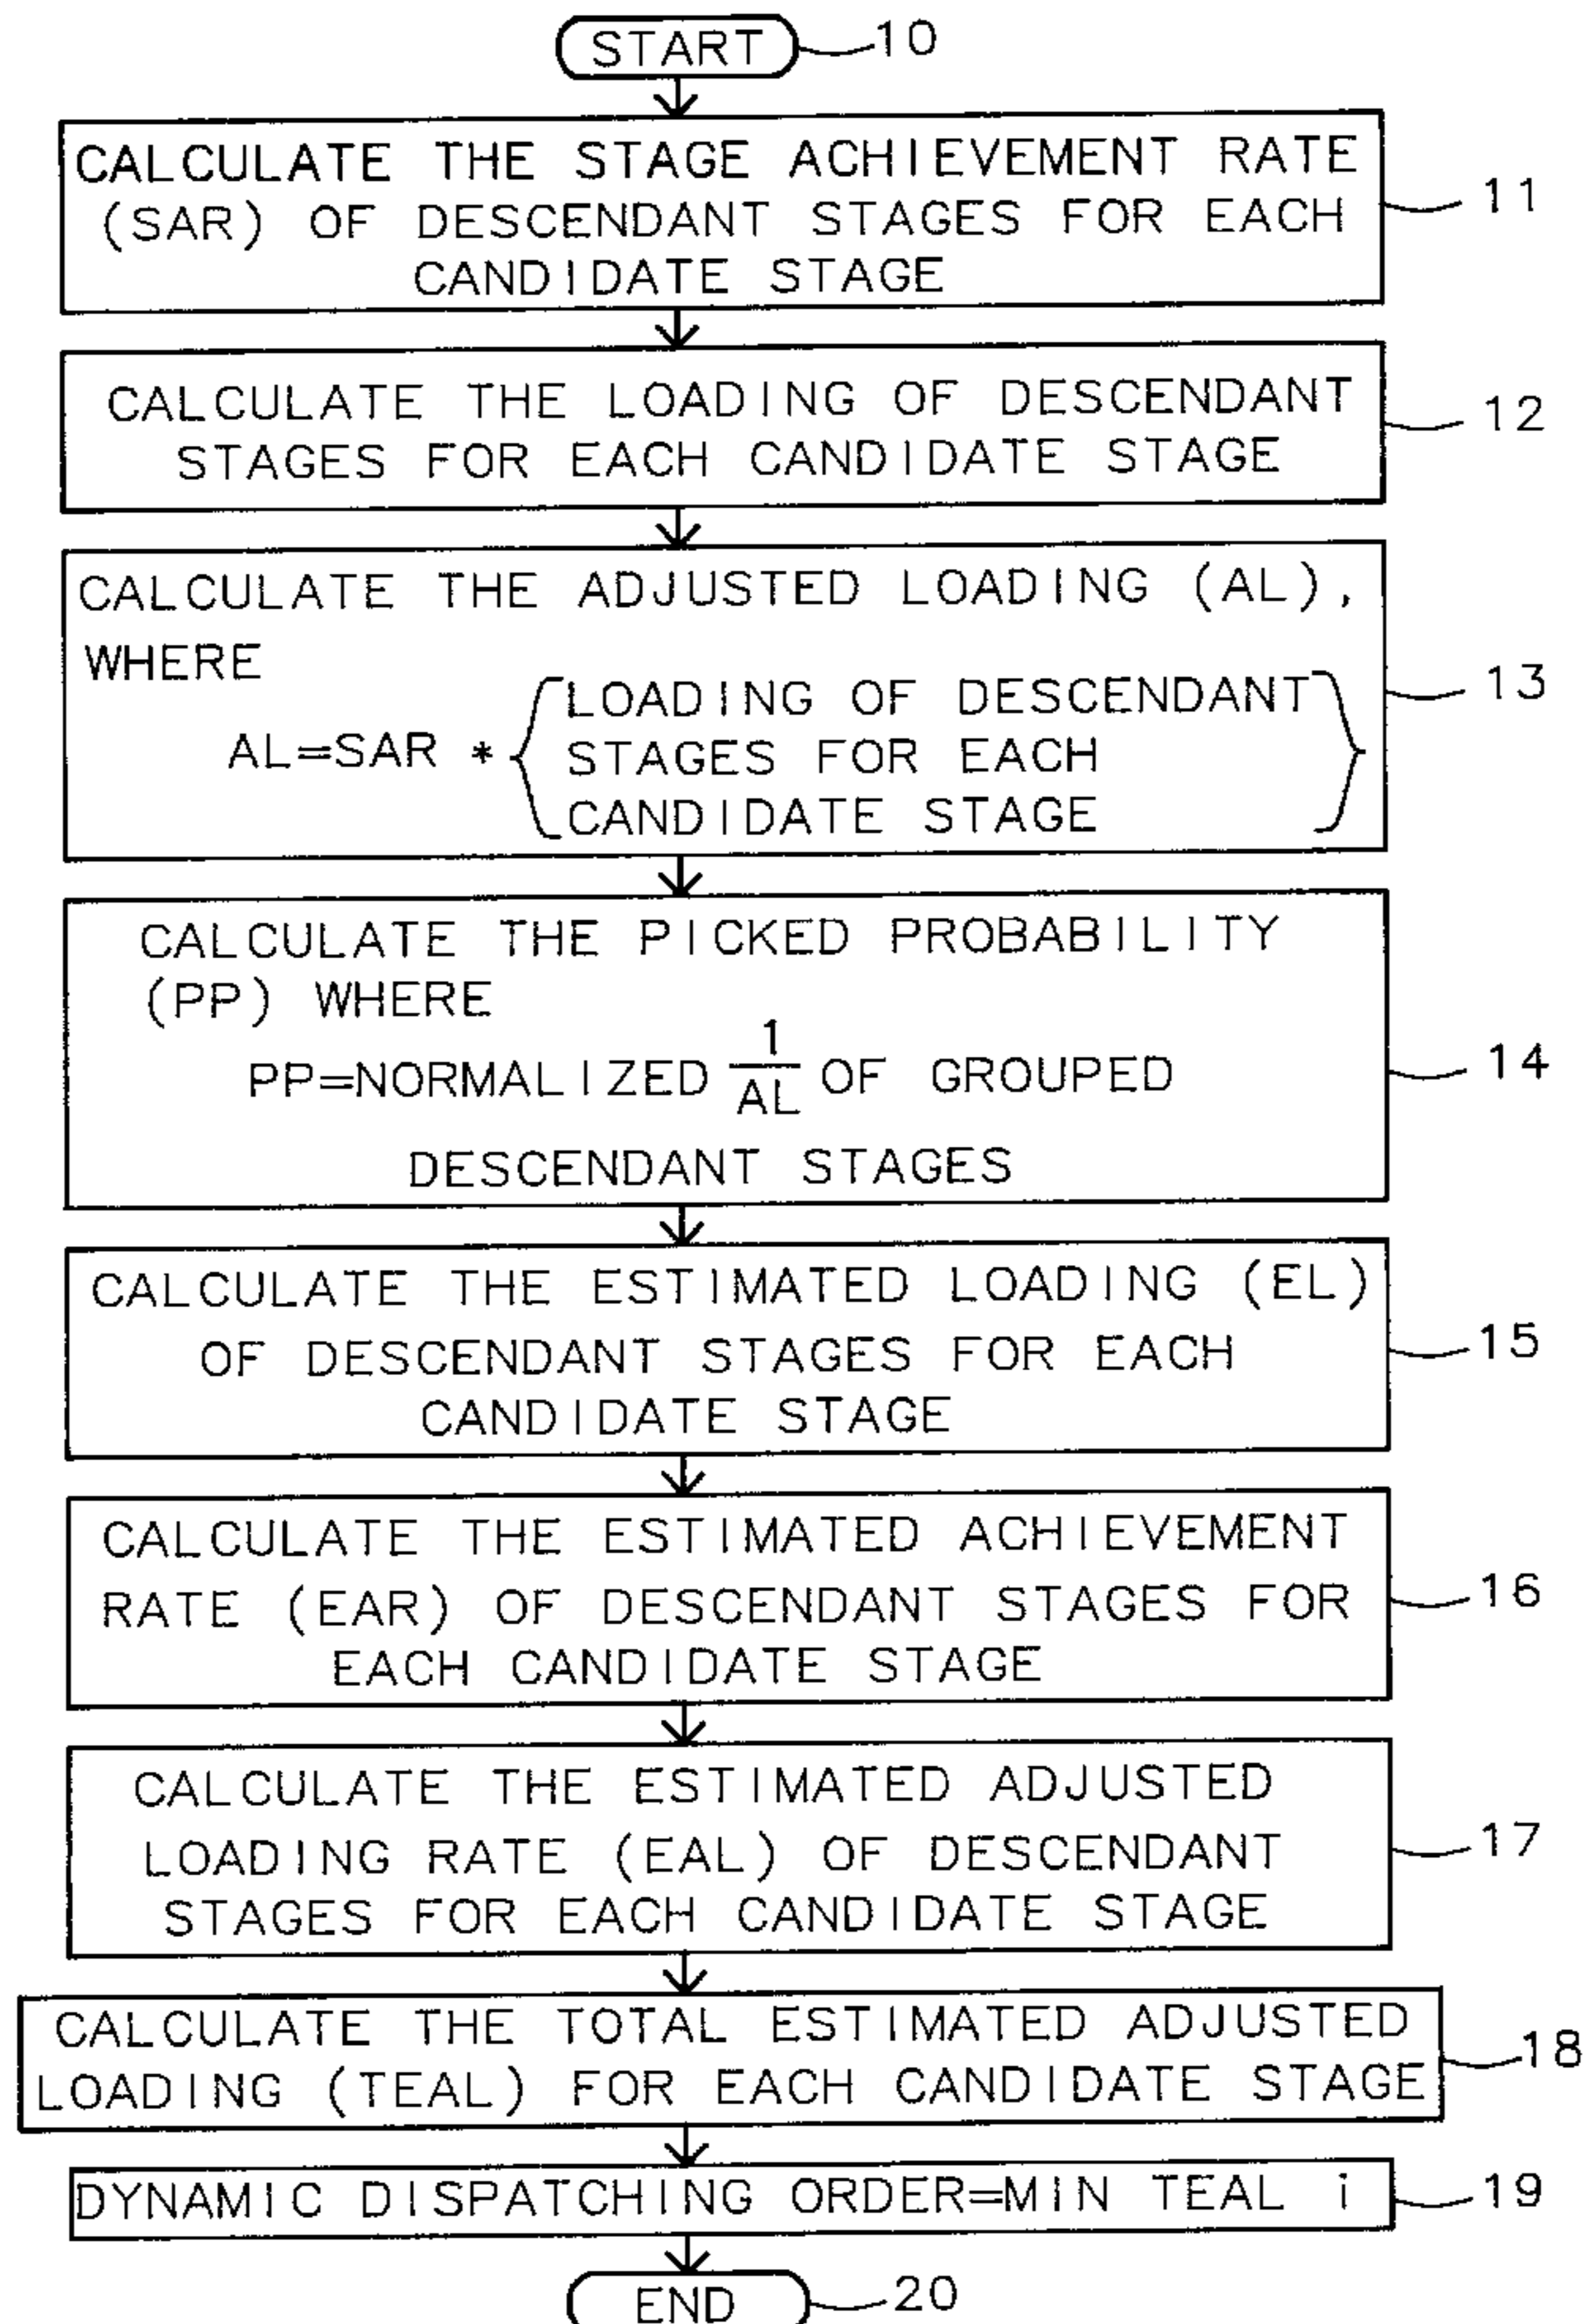 START 10
CALCULATE THE STAGE ACHIEVEMENT RATE
(SAR) OF DESCENDANT STAGES FOR EACH 11
CANDIDATE STAGE
CALCULATE THE LOADING OF DESCENDANT
STAGES FOR EACH CANDIDATE STAGE 12
CALCULATE THE ADJUSTED LOADING (AL),
WHERE
LOADING OF DESCENDANT 13
AL=SAR * { STAGES FOR EACH }
CANDIDATE STAGE
CALCULATE THE PICKED PROBABILITY
(PP) WHERE
PP=NORMALIZED 1/AL OF GROUPED 14
DESCENDANT STAGES
CALCULATE THE ESTIMATED LOADING (EL)
OF DESCENDANT STAGES FOR EACH 15
CANDIDATE STAGE
CALCULATE THE ESTIMATED ACHIEVEMENT
RATE (EAR) OF DESCENDANT STAGES FOR 16
EACH CANDIDATE STAGE
CALCULATE THE ESTIMATED ADJUSTED
LOADING RATE (EAL) OF DESCENDANT 17
STAGES FOR EACH CANDIDATE STAGE
CALCULATE THE TOTAL ESTIMATED ADJUSTED
LOADING (TEAL) FOR EACH CANDIDATE STAGE 18
DYNAMIC DISPATCHING ORDER=MIN TEAL i 19
END 20